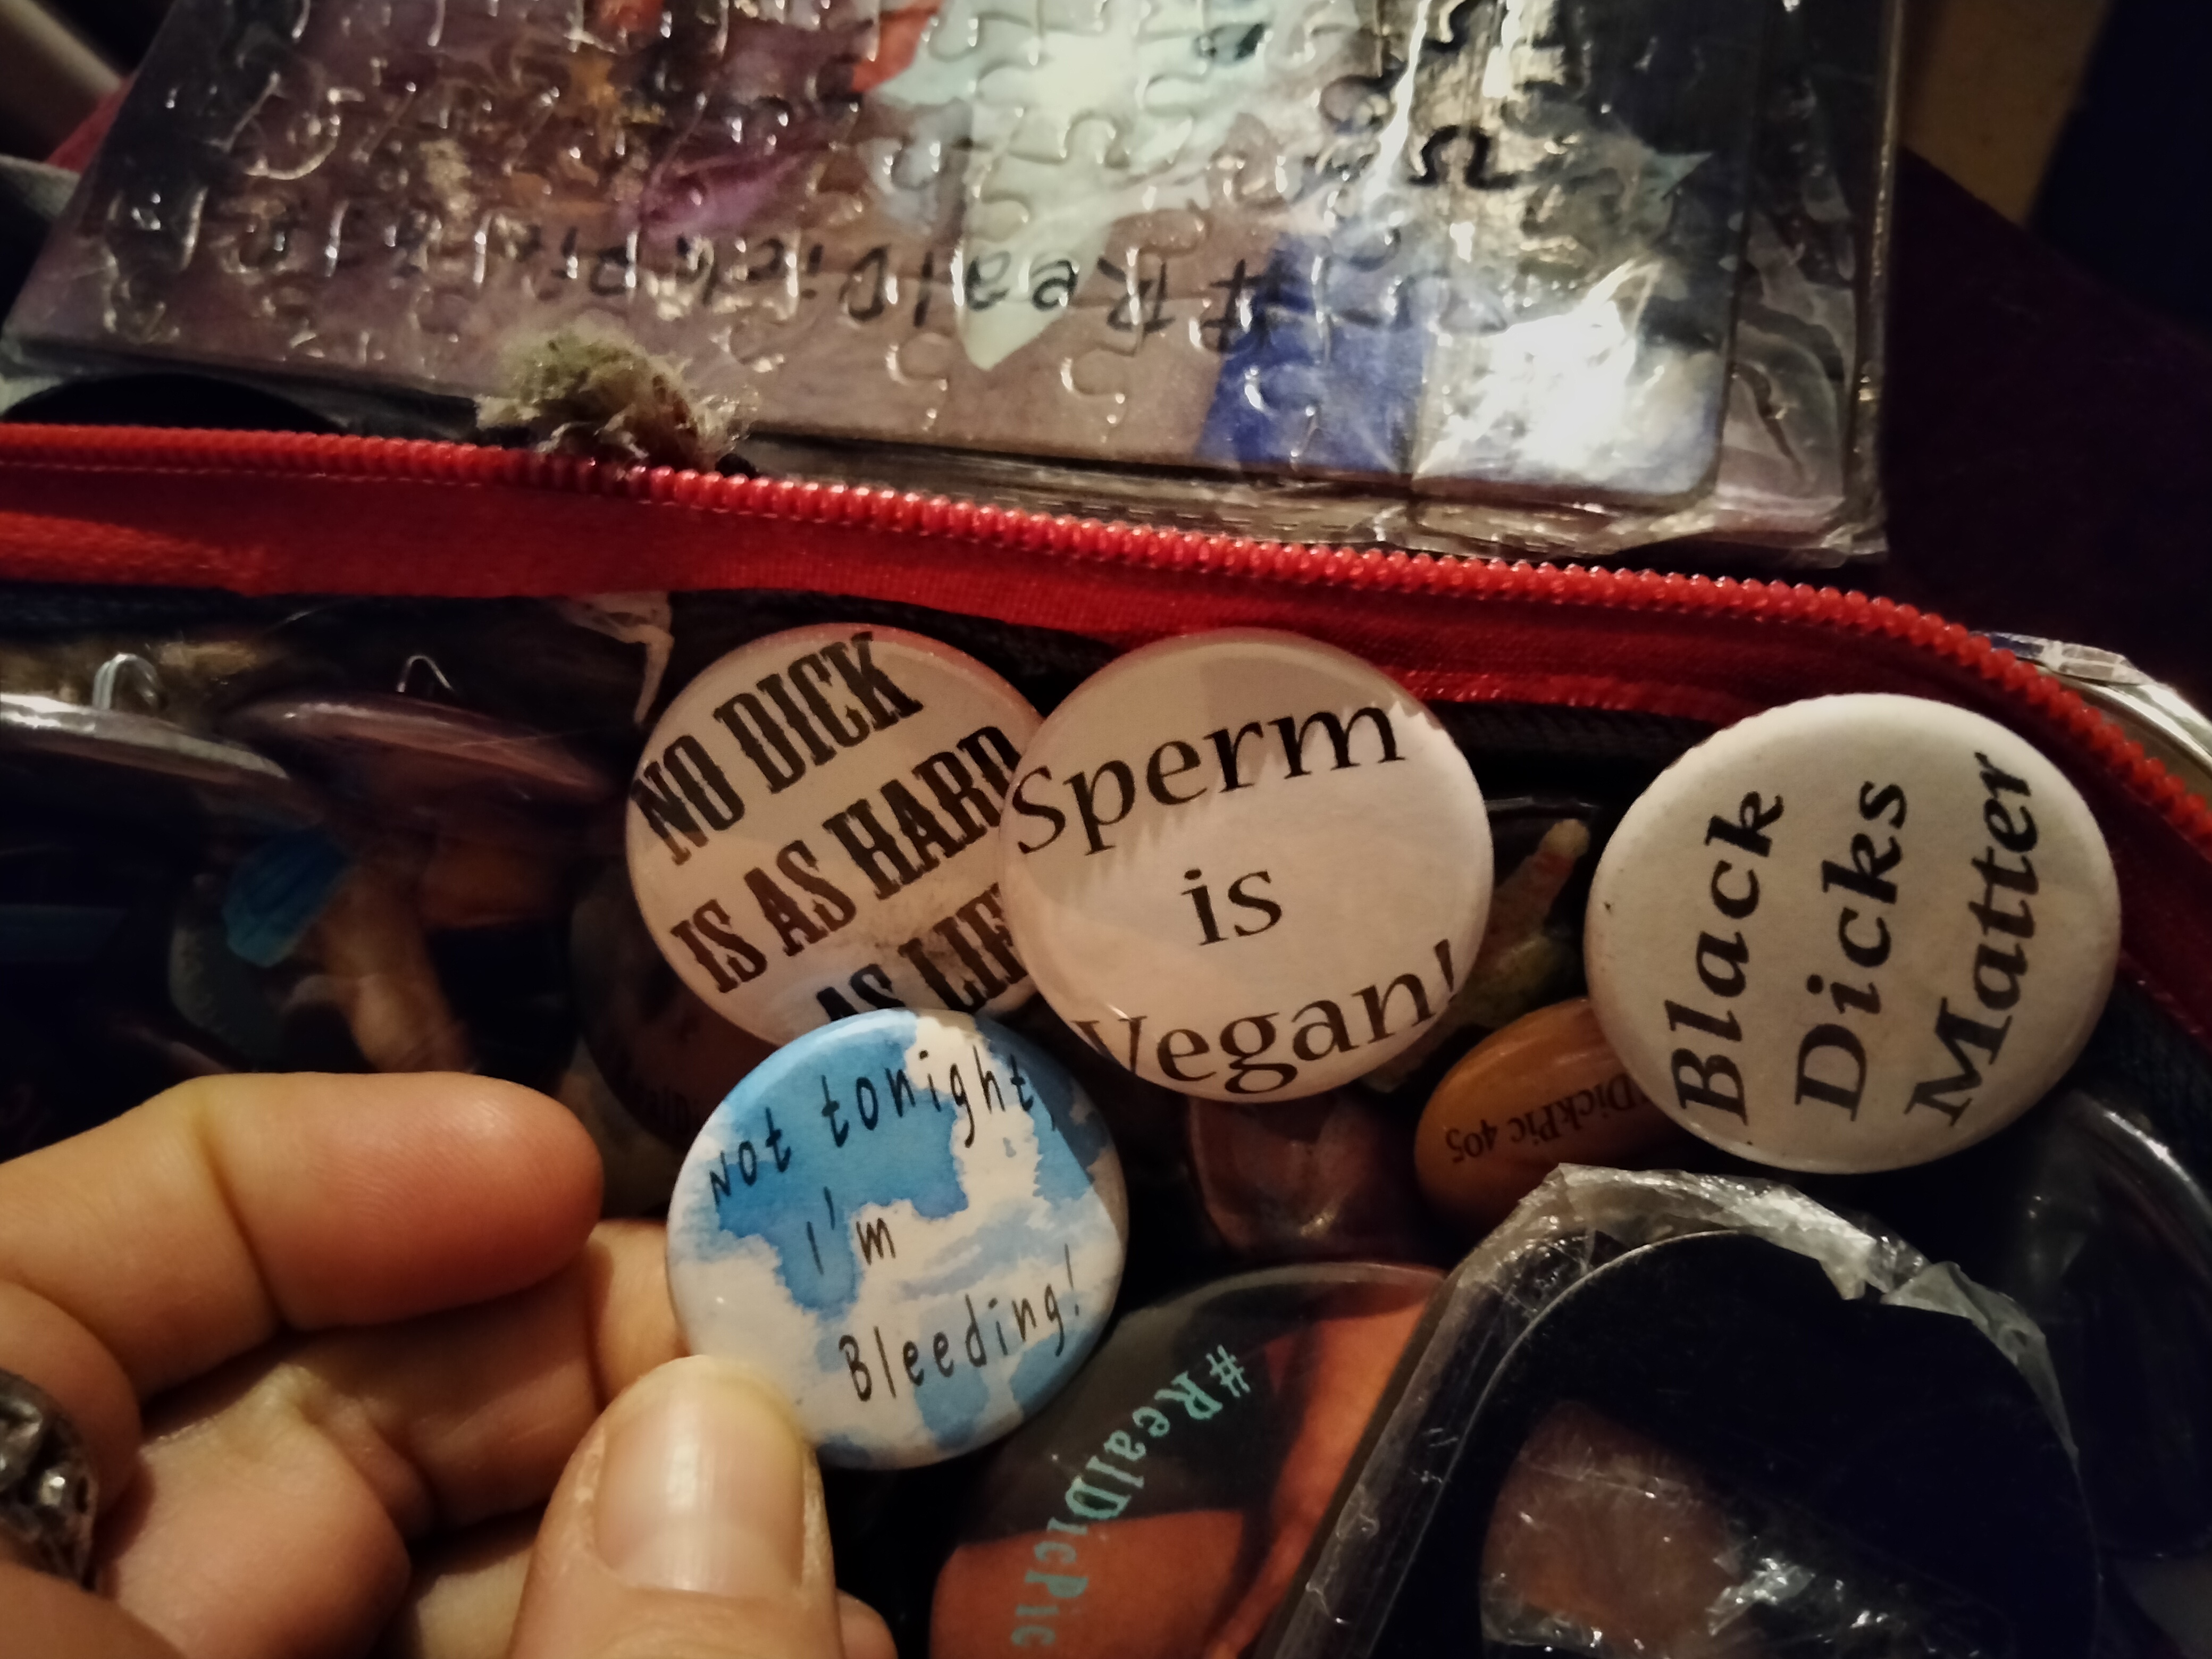 #RealDickpic
NO DICK
IS AS HARD
AS LIFE
Sperm
is
Vegan!
Black
Dicks
Matter
Not tonight,
I'm
Bleeding!
DickPic 405
#RealDicPic